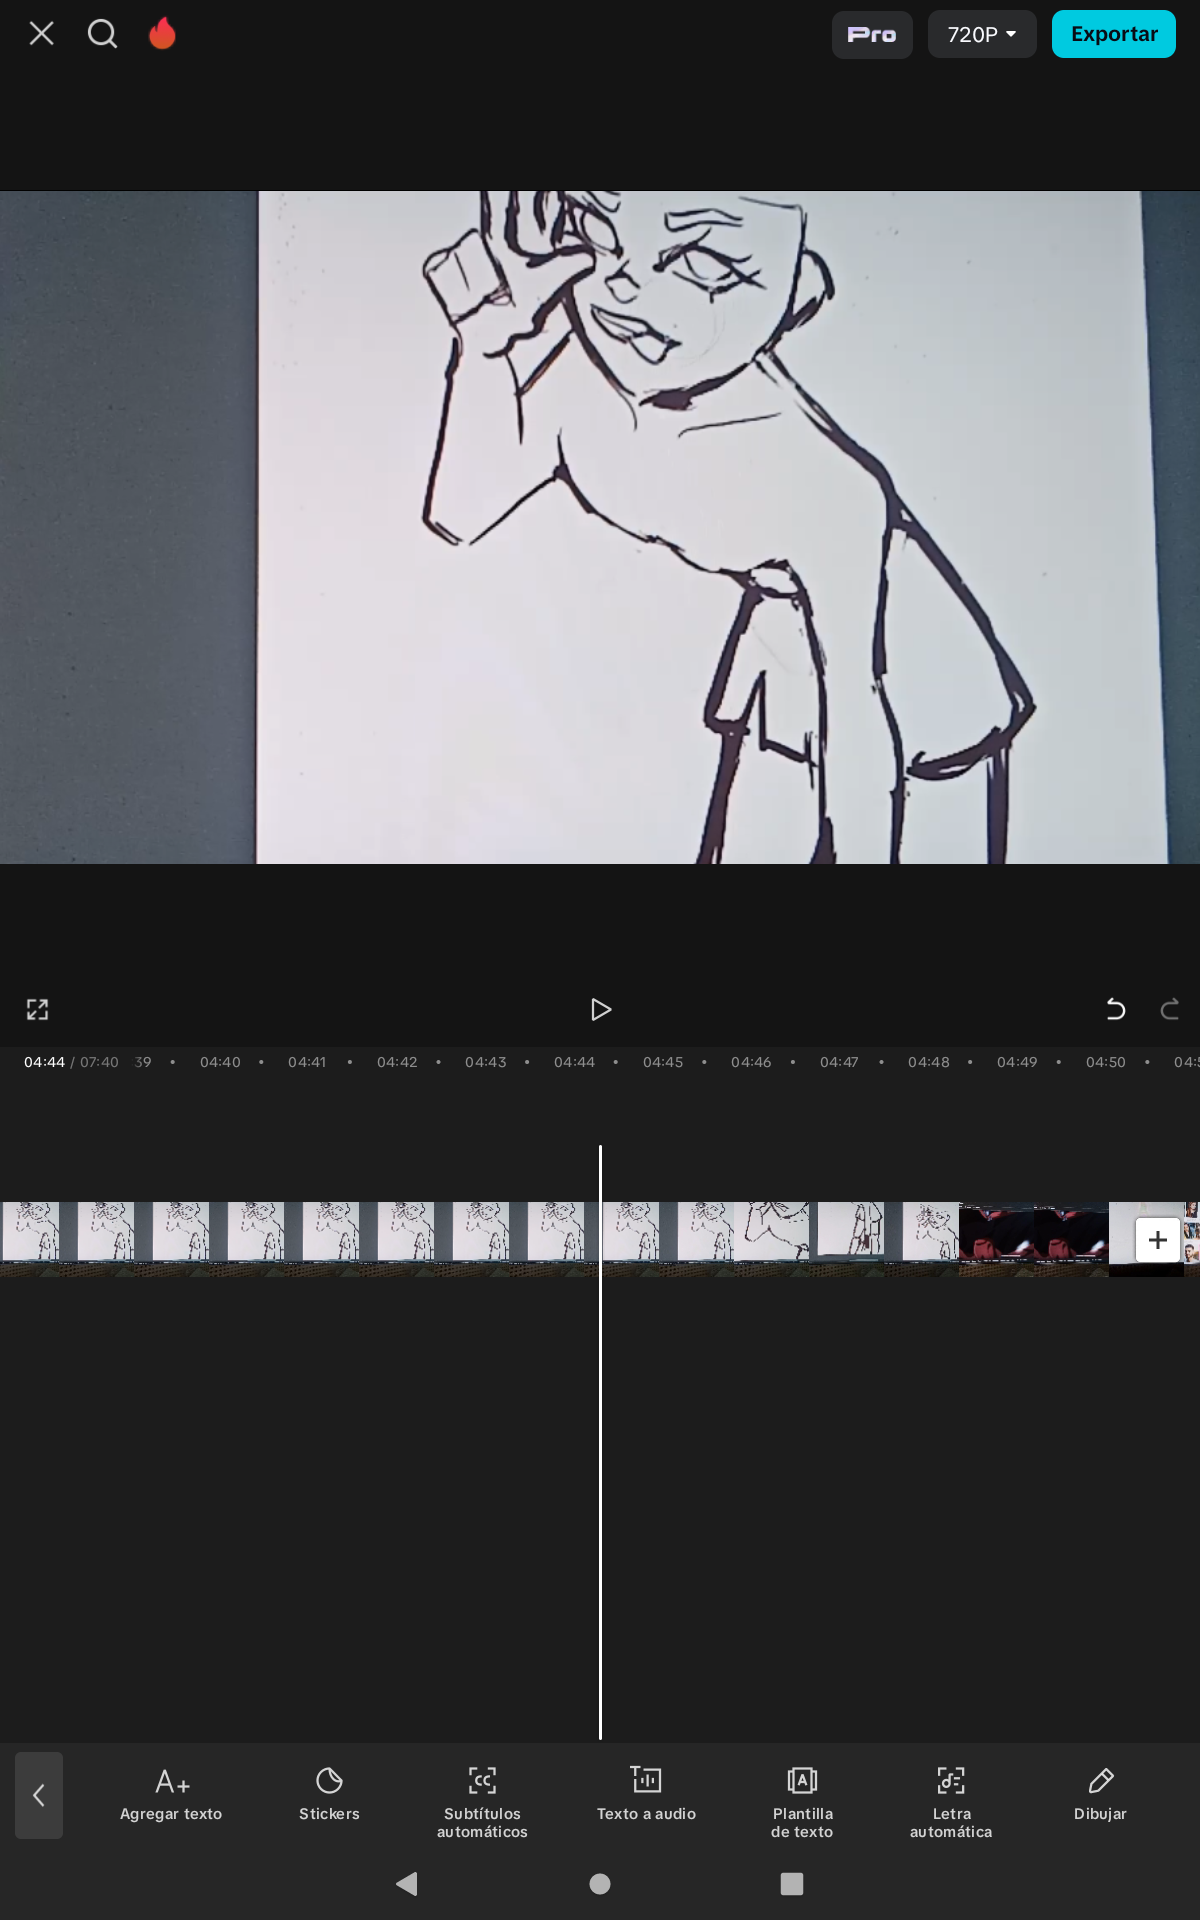 Pro 720P Exportar
04:44 / 07:40 39 04:40 04:41 04:42 04:43 04:44 04:45 04:46 04:47 04:48 04:49 04:50
Agregar texto
Stickers
Subtítulos
automáticos
Texto a audio
Plantilla
de texto
Letra
automática
Dibujar